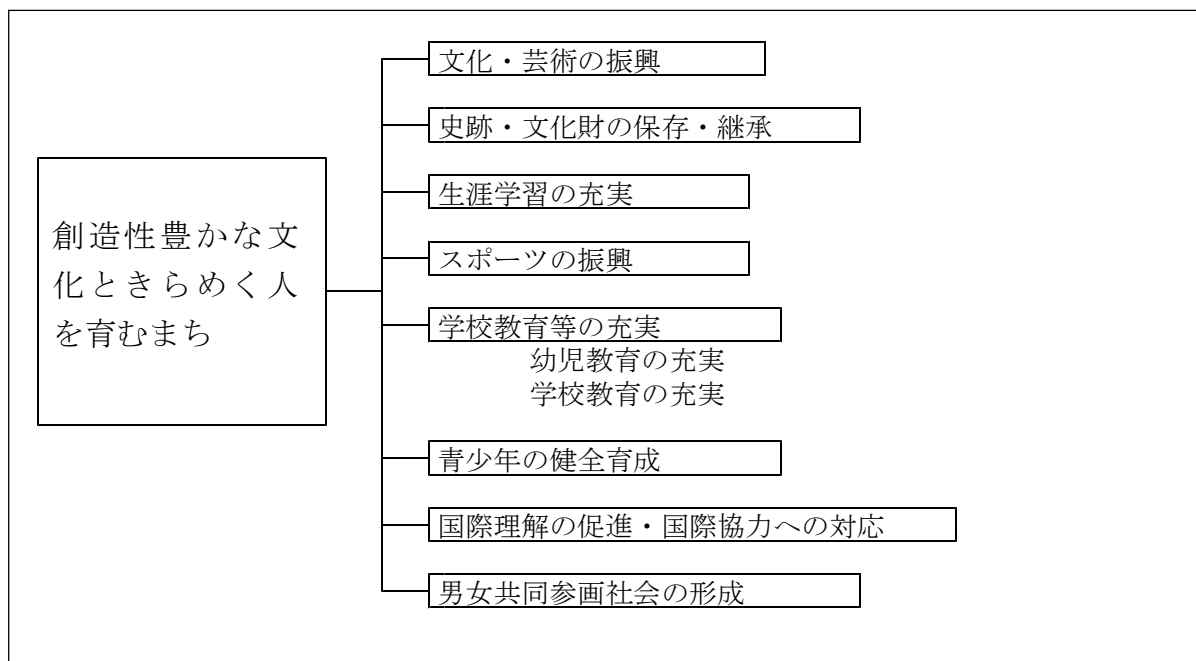 創造性豊かな文
化ときらめく人
を育むまち
文化・芸術の振興
史跡・文化財の保存・継承
生涯学習の充実
スポーツの振興
学校教育等の充実
幼児教育の充実
学校教育の充実
青少年の健全育成
国際理解の促進・国際協力への対応
男女共同参画社会の形成